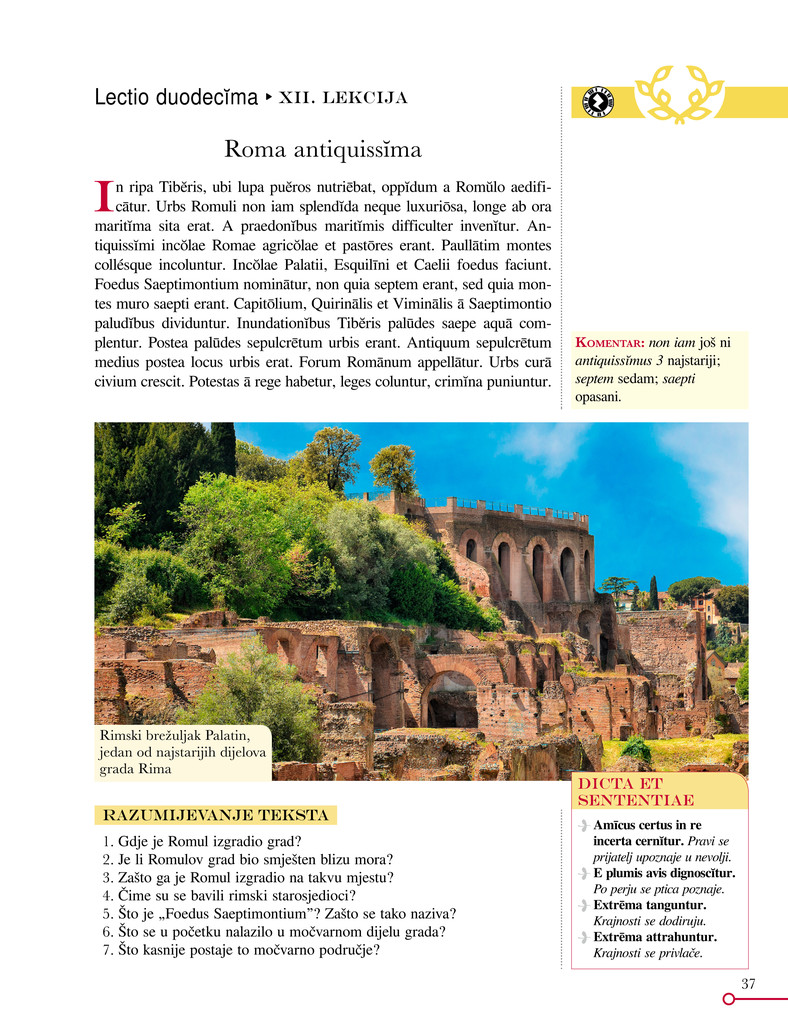 Lectio duodecĭma ▸ XII. LEKCIJA
Roma antiquissĭma
In ripa Tibĕris, ubi lupa puĕros nutriēbat, oppĭdum a Romŭlo aedifi-
cātur. Urbs Romuli non iam splendĭda neque luxuriōsa, longe ab ora
maritĭma sita erat. A praedonĭbus maritĭmis difficulter invenĭtur. An-
tiquissĭmi incŏlae Romae agricŏlae et pastōres erant. Paullātim montes
collésque incoluntur. Incŏlae Palatii, Esquilīni et Caelii foedus faciunt.
Foedus Saeptimontium nominātur, non quia septem erant, sed quia mon-
tes muro saepti erant. Capitōlium, Quirinālis et Viminālis ā Saeptimontio
paludĭbus dividuntur. Inundationĭbus Tibĕris palūdes saepe aquā com-
plentur. Postea palūdes sepulcrētum urbis erant. Antiquum sepulcrētum
medius postea locus urbis erat. Forum Romānum appellātur. Urbs curā
civium crescit. Potestas ā rege habetur, leges coluntur, crimĭna puniuntur.
KOMENTAR: non iam još ni
antiquissĭmus 3 najstariji;
septem sedam; saepti
opasani.
Rimski brežuljak Palatin,
jedan od najstarijih dijelova
grada Rima
RAZUMIJEVANJE TEKSTA
1. Gdje je Romul izgradio grad?
2. Je li Romulov grad bio smješten blizu mora?
3. Zašto ga je Romul izgradio na takvu mjestu?
4. Čime su se bavili rimski starosjedioci?
5. Što je „Foedus Saeptimontium”? Zašto se tako naziva?
6. Što se u početku nalazilo u močvarnom dijelu grada?
7. Što kasnije postaje to močvarno područje?
DICTA ET
SENTENTIAE
Amīcus certus in re
incerta cernĭtur. Pravi se
prijatelj upoznaje u nevolji.
E plumis avis dignoscĭtur.
Po perju se ptica poznaje.
Extrēma tanguntur.
Krajnosti se dodiruju.
Extrēma attrahuntur.
Krajnosti se privlače.
37